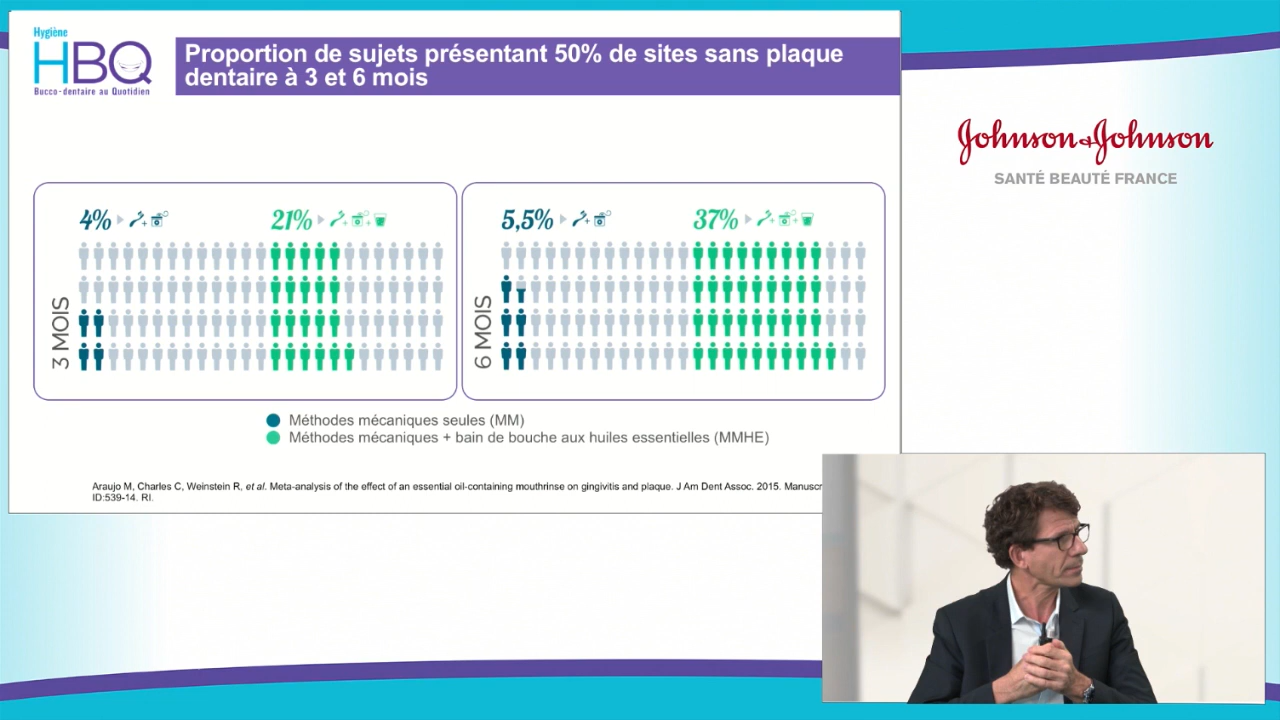 Hygiène
HBQ
Bucco-dentaire au Quotidien
Proportion de sujets présentant 50% de sites sans plaque
dentaire à 3 et 6 mois
Johnson & Johnson
SANTÉ BEAUTÉ FRANCE
4%
21%
3 MOIS
5,5%
37%
6 MOIS
Méthodes mécaniques seules (MM)
Méthodes mécaniques + bain de bouche aux huiles essentielles (MMHE)
Araujo M, Charles C, Weinstein R, et al. Meta-analysis of the effect of an essential oil-containing mouthrinse on gingivitis and plaque. J Am Dent Assoc. 2015. Manuscr
ID:539-14. RI.